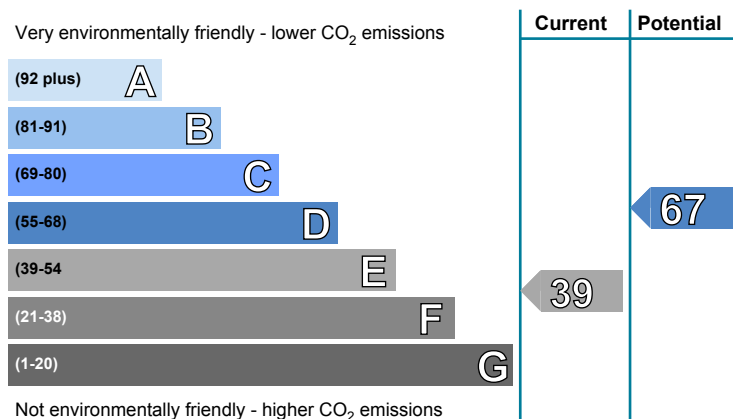 Current Potential
Very environmentally friendly - lower CO₂ emissions
(92 plus) A
(81-91) B
(69-80) C
(55-68) D
67
(39-54 E
39
(21-38) F
(1-20) G
Not environmentally friendly - higher CO₂ emissions